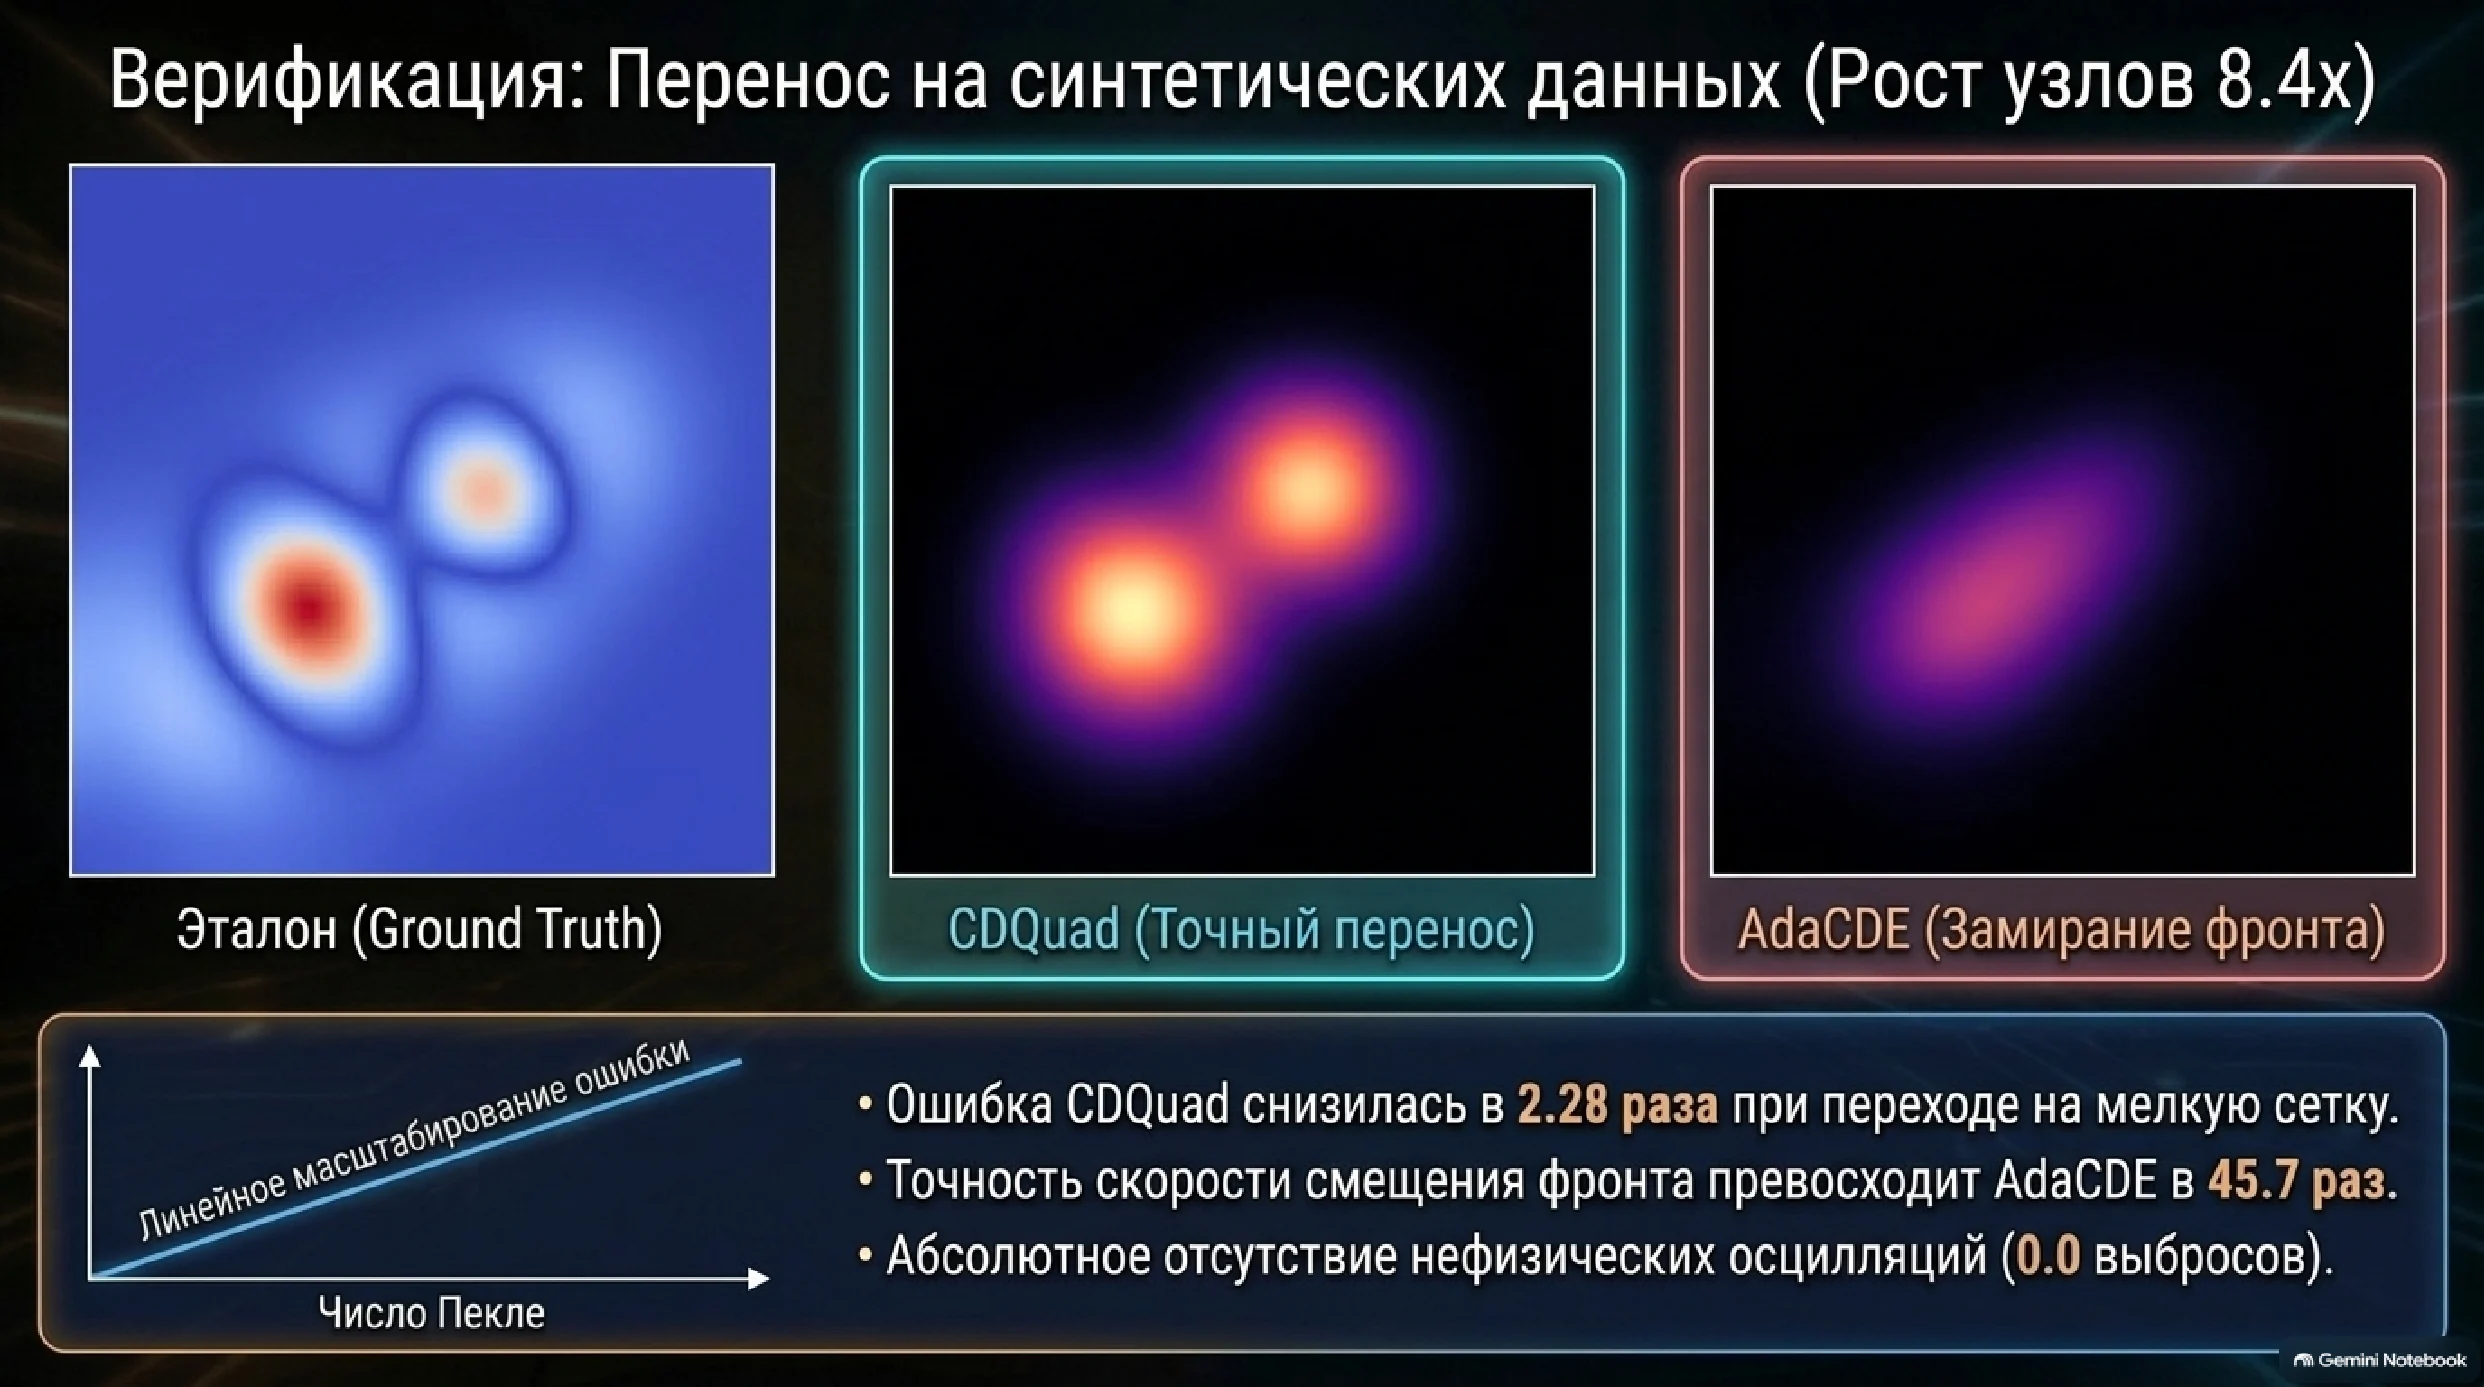 Верификация: Перенос на синтетических данных (Рост узлов 8.4x)
Эталон (Ground Truth)
CDQuad (Точный перенос)
AdaCDE (Замирание фронта)
Линейное масштабирование ошибки
Число Пекле
• Ошибка CDQuad снизилась в 2.28 раза при переходе на мелкую сетку.
• Точность скорости смещения фронта превосходит AdaCDE в 45.7 раз.
• Абсолютное отсутствие нефизических осцилляций (0.0 выбросов).
Gemini Notebook